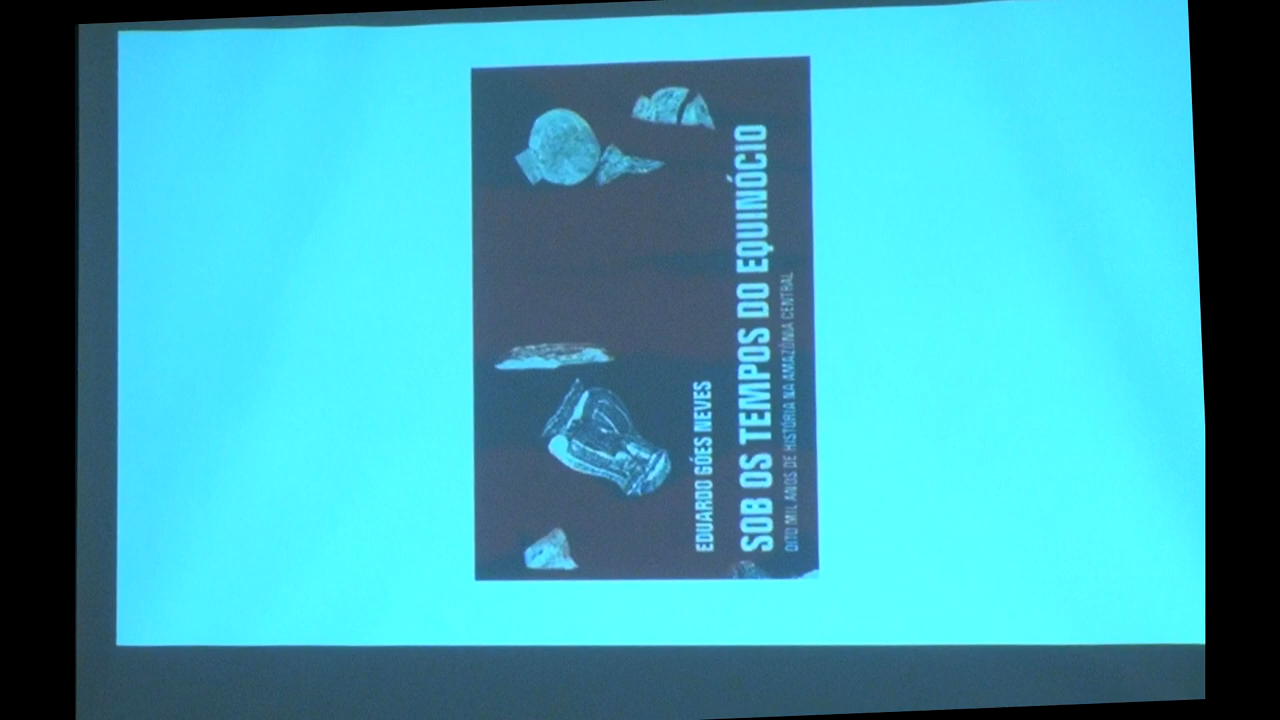 EDUARDO GÓES NEVES
SOB OS TEMPOS DO EQUINÓCIO
OITO MIL ANOS DE HISTÓRIA NA AMAZÔNIA CENTRAL